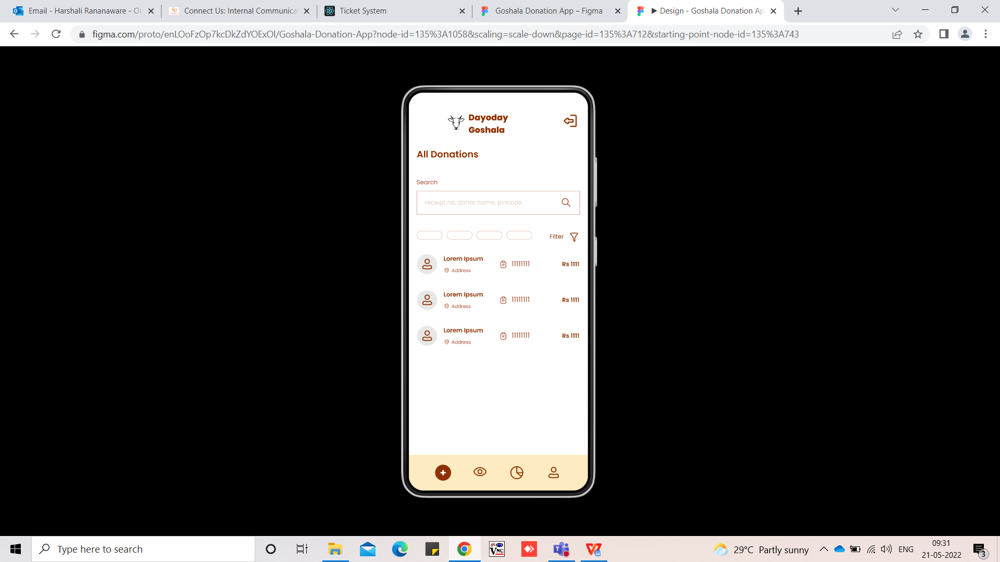 Email - Harshali Rananaware - Ou
Connect Us: Internal Communica
Ticket System
Goshala Donation App – Figma
Design - Goshala Donation Ap
figma.com/proto/enLOoFzOp7kcDkZdYOExOl/Goshala-Donation-App?node-id=135%3A1058&scaling=scale-down&page-id=135%3A712&starting-point-node-id=135%3A743
Dayoday
Goshala
All Donations
Search
receipt no, donor name, pincode
Filter
Lorem Ipsum
Address
11111111
Rs 1111
Lorem Ipsum
Address
11111111
Rs 1111
Lorem Ipsum
Address
11111111
Rs 1111
Type here to search
VNC
29°C Partly sunny
ENG
09:31
21-05-2022
3